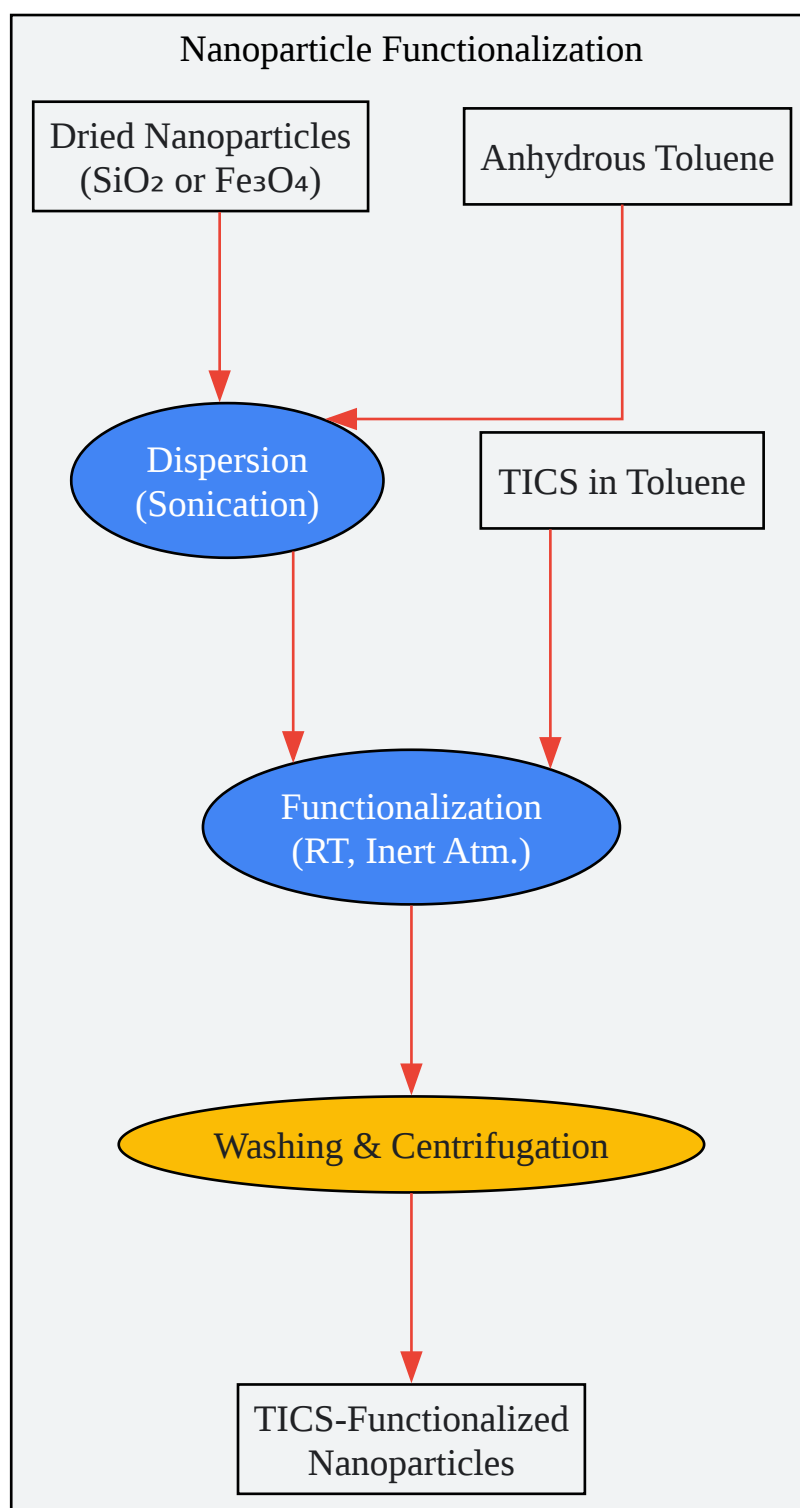 Nanoparticle Functionalization
Dried Nanoparticles
(SiO₂ or Fe₃O₄)
Anhydrous Toluene
Dispersion
(Sonication)
TICS in Toluene
Functionalization
(RT, Inert Atm.)
Washing & Centrifugation
TICS-Functionalized
Nanoparticles